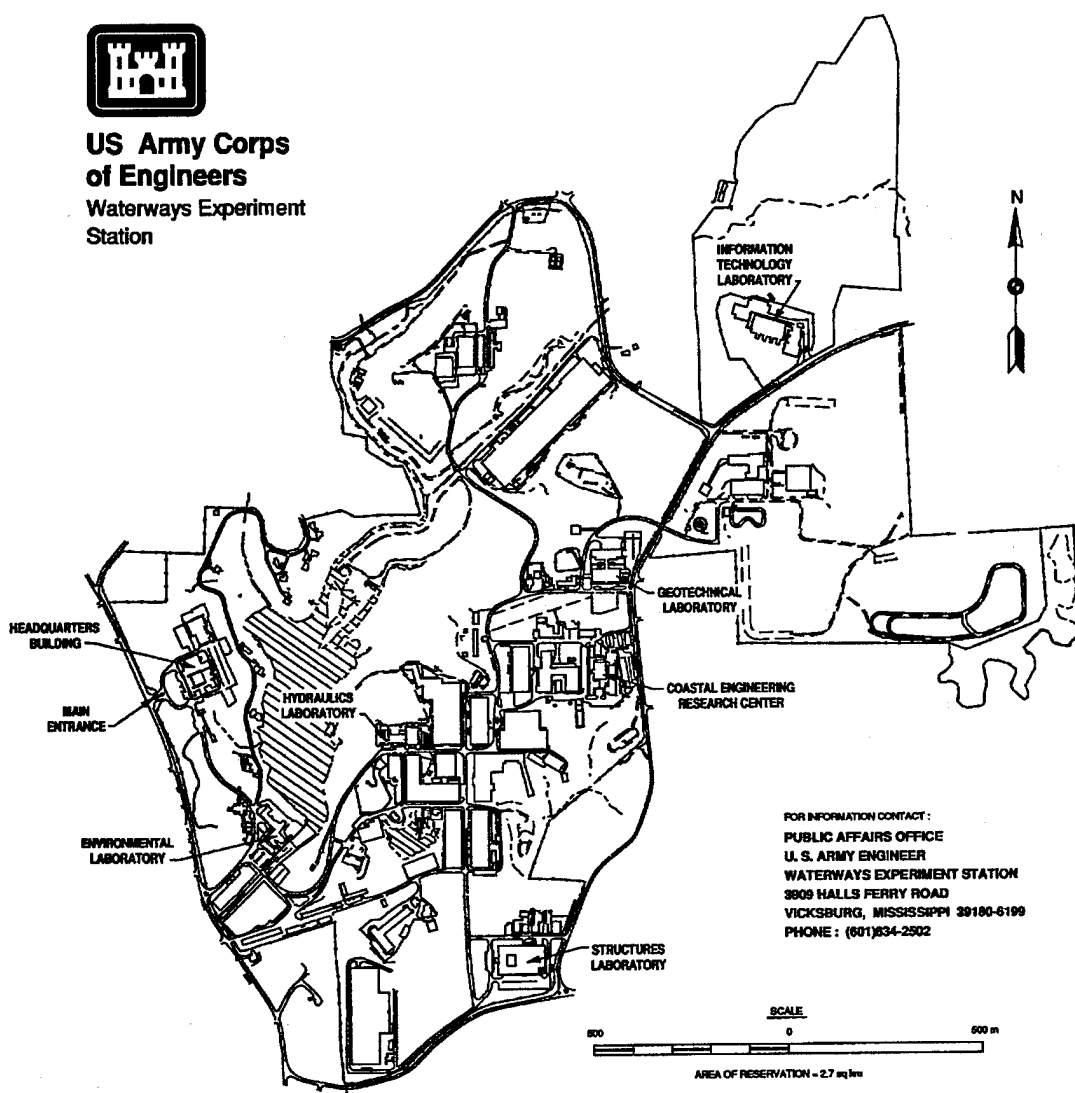 US Army Corps
of Engineers
Waterways Experiment
Station
N
INFORMATION
TECHNOLOGY
LABORATORY
GEOTECHNICAL
LABORATORY
HEADQUARTERS
BUILDING
MAIN
ENTRANCE
HYDRAULICS
LABORATORY
COASTAL ENGINEERING
RESEARCH CENTER
ENVIRONMENTAL
LABORATORY
STRUCTURES
LABORATORY
FOR INFORMATION CONTACT :
PUBLIC AFFAIRS OFFICE
U. S. ARMY ENGINEER
WATERWAYS EXPERIMENT STATION
3909 HALLS FERRY ROAD
VICKSBURG, MISSISSIPPI 39180-6199
PHONE : (601)634-2502
SCALE
500 0 500 m
AREA OF RESERVATION = 2.7 sq km